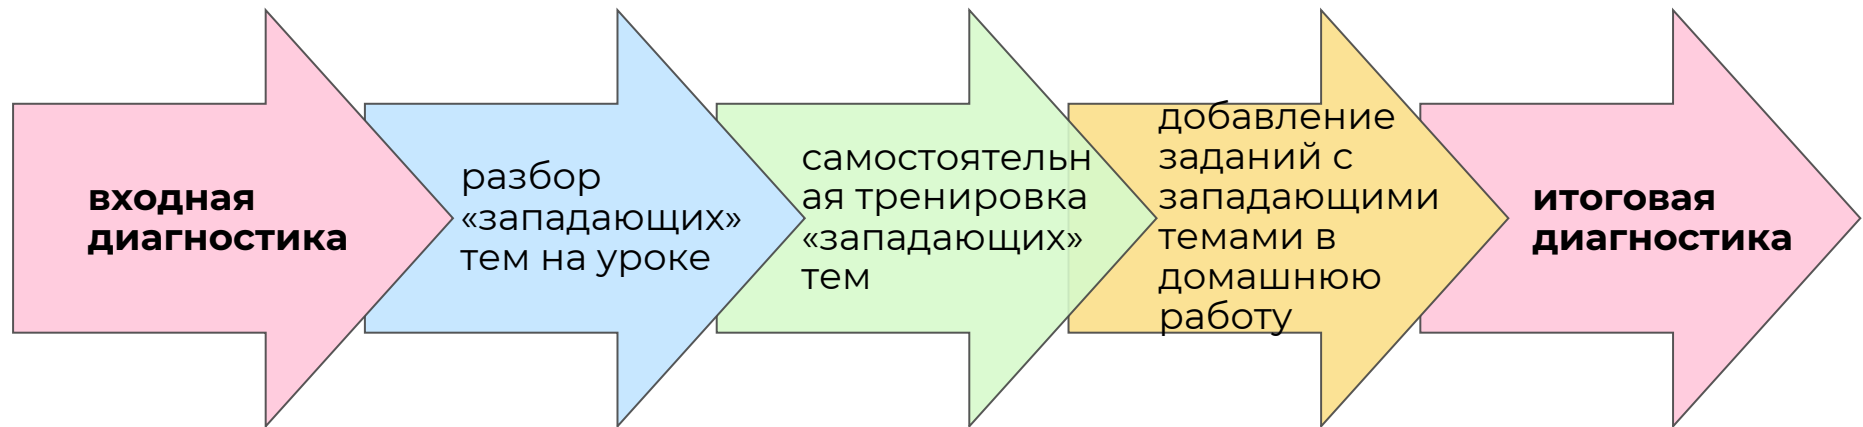 входная
диагностика
разбор
«западающих»
тем на уроке
самостоятельн
ая тренировка
«западающих»
тем
добавление
заданий с
западающими
темами в
домашнюю
работу
итоговая
диагностика